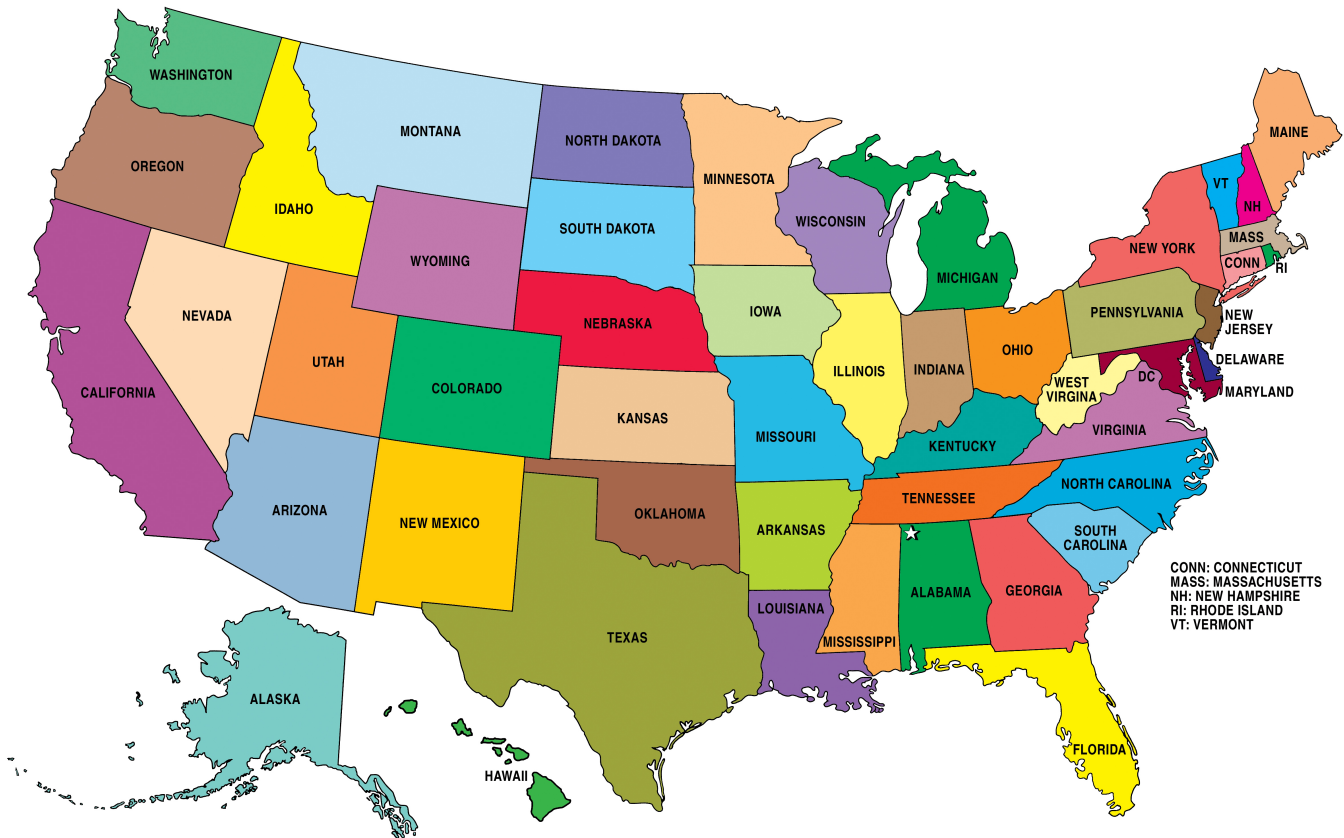 WASHINGTON
OREGON
IDAHO
MONTANA
NORTH DAKOTA
MINNESOTA
SOUTH DAKOTA
WISCONSIN
MICHIGAN
WYOMING
CALIFORNIA
NEVADA
UTAH
COLORADO
NEBRASKA
IOWA
KANSAS
MISSOURI
ILLINOIS
INDIANA
OHIO
KENTUCKY
WEST
VIRGINA
VIRGINIA
DC
PENNSYLVANIA
NEW YORK
VT
NH
MAINE
MASS
CONN
RI
NEW
JERSEY
DELAWARE
MARYLAND
ARIZONA
NEW MEXICO
OKLAHOMA
ARKANSAS
TENNESSEE
NORTH CAROLINA
SOUTH
CAROLINA
TEXAS
LOUISIANA
MISSISSIPPI
ALABAMA
GEORGIA
FLORIDA
ALASKA
HAWAII
CONN: CONNECTICUT
MASS: MASSACHUSETTS
NH: NEW HAMPSHIRE
RI: RHODE ISLAND
VT: VERMONT